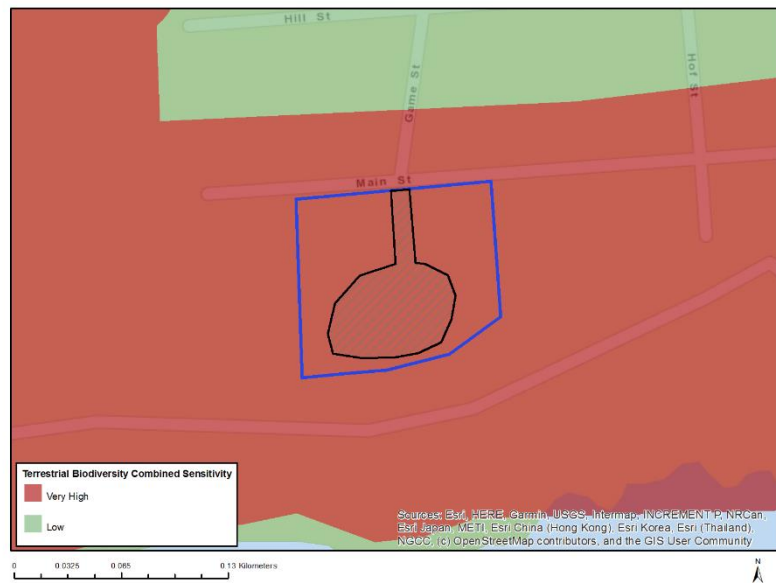 Hill St
Game St
Hot St
Main St
Terrestrial Biodiversity Combined Sensitivity
Very High
Low
Sources: Esri, HERE, Garmin, USGS, Intermap, INCREMENT P, NRCan,
Esri Japan, METI, Esri China (Hong Kong), Esri Korea, Esri (Thailand),
NGCC, (c) OpenStreetMap contributors, and the GIS User Community
0 0.0325 0.065 0.13 Kilometers
N